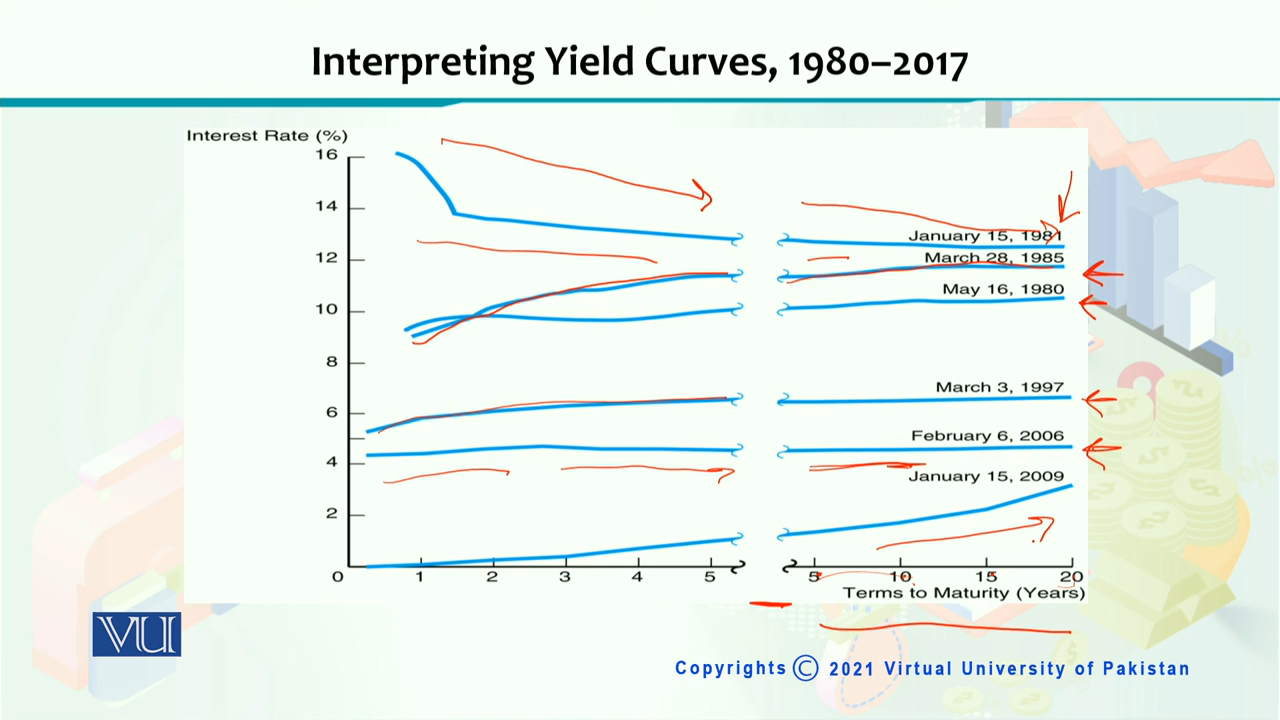 Interpreting Yield Curves, 1980–2017
Interest Rate (%)
16
14
January 15, 1981
12
March 28, 1985
May 16, 1980
10
8
March 3, 1997
6
February 6, 2006
4
January 15, 2009
2
0 1 2 3 4 5 5 10 15 20
Terms to Maturity (Years)
VU
Copyrights © 2021 Virtual University of Pakistan